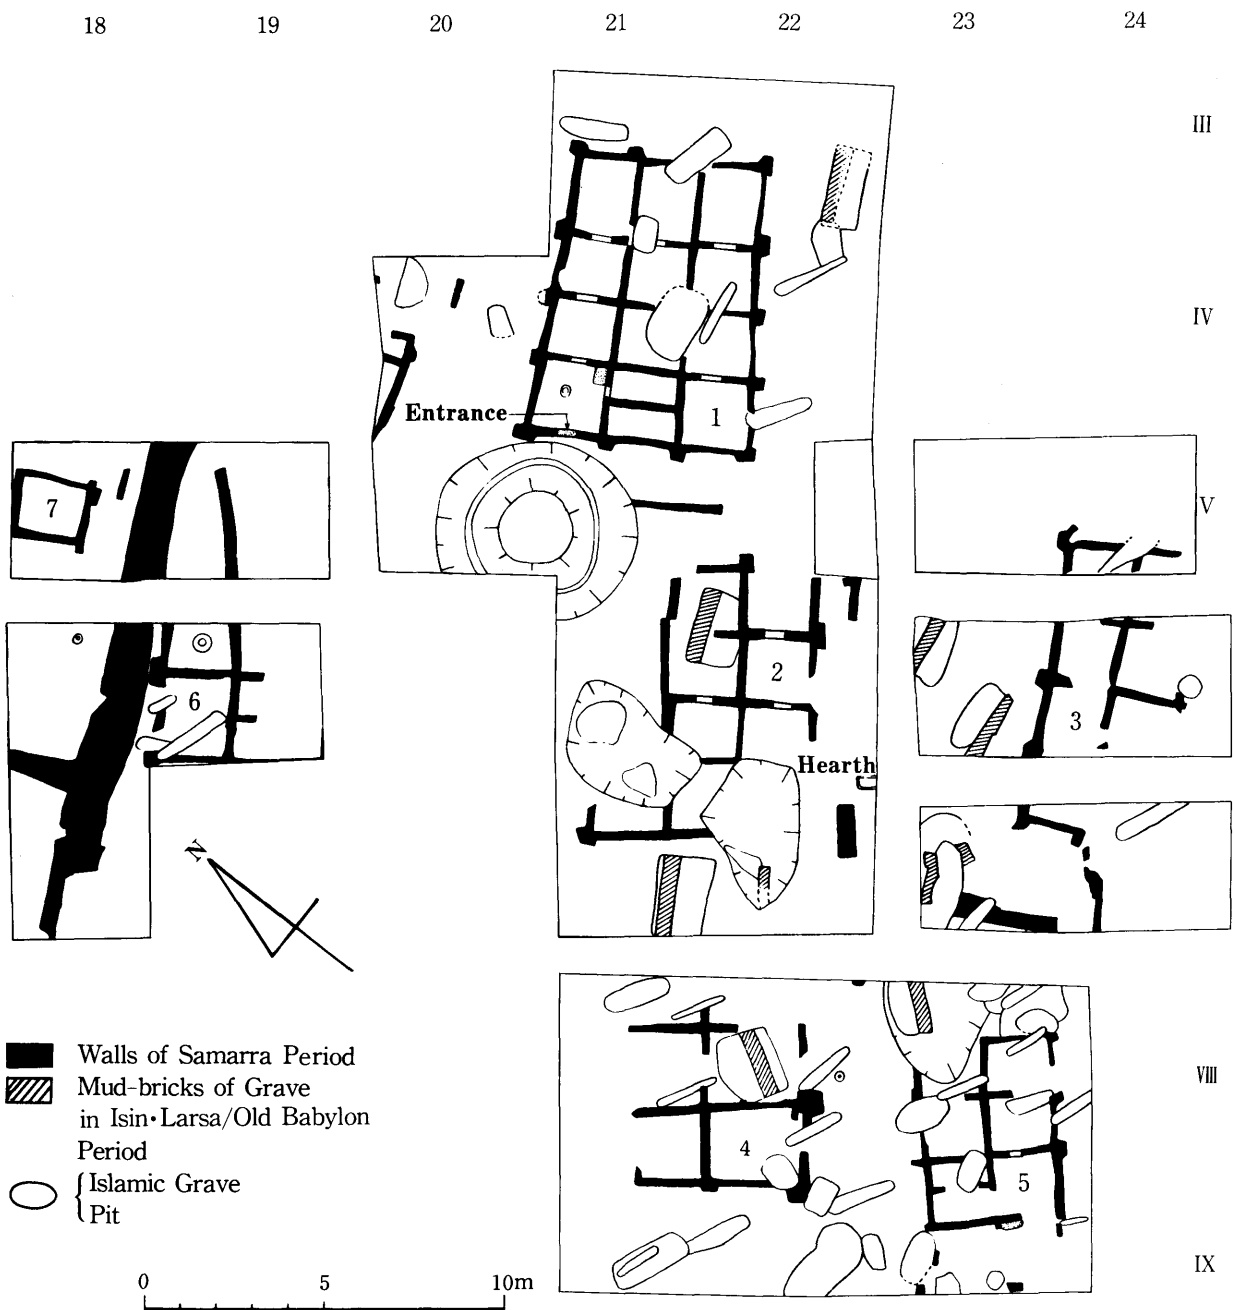 18 19 20 21 22 23 24
III
IV
Entrance
1
V
7
2
6
3
Hearth
N
Walls of Samarra Period
Mud-bricks of Grave
in Isin·Larsa/Old Babylon
Period
Islamic Grave
Pit
VIII
4
5
IX
0 5 10m